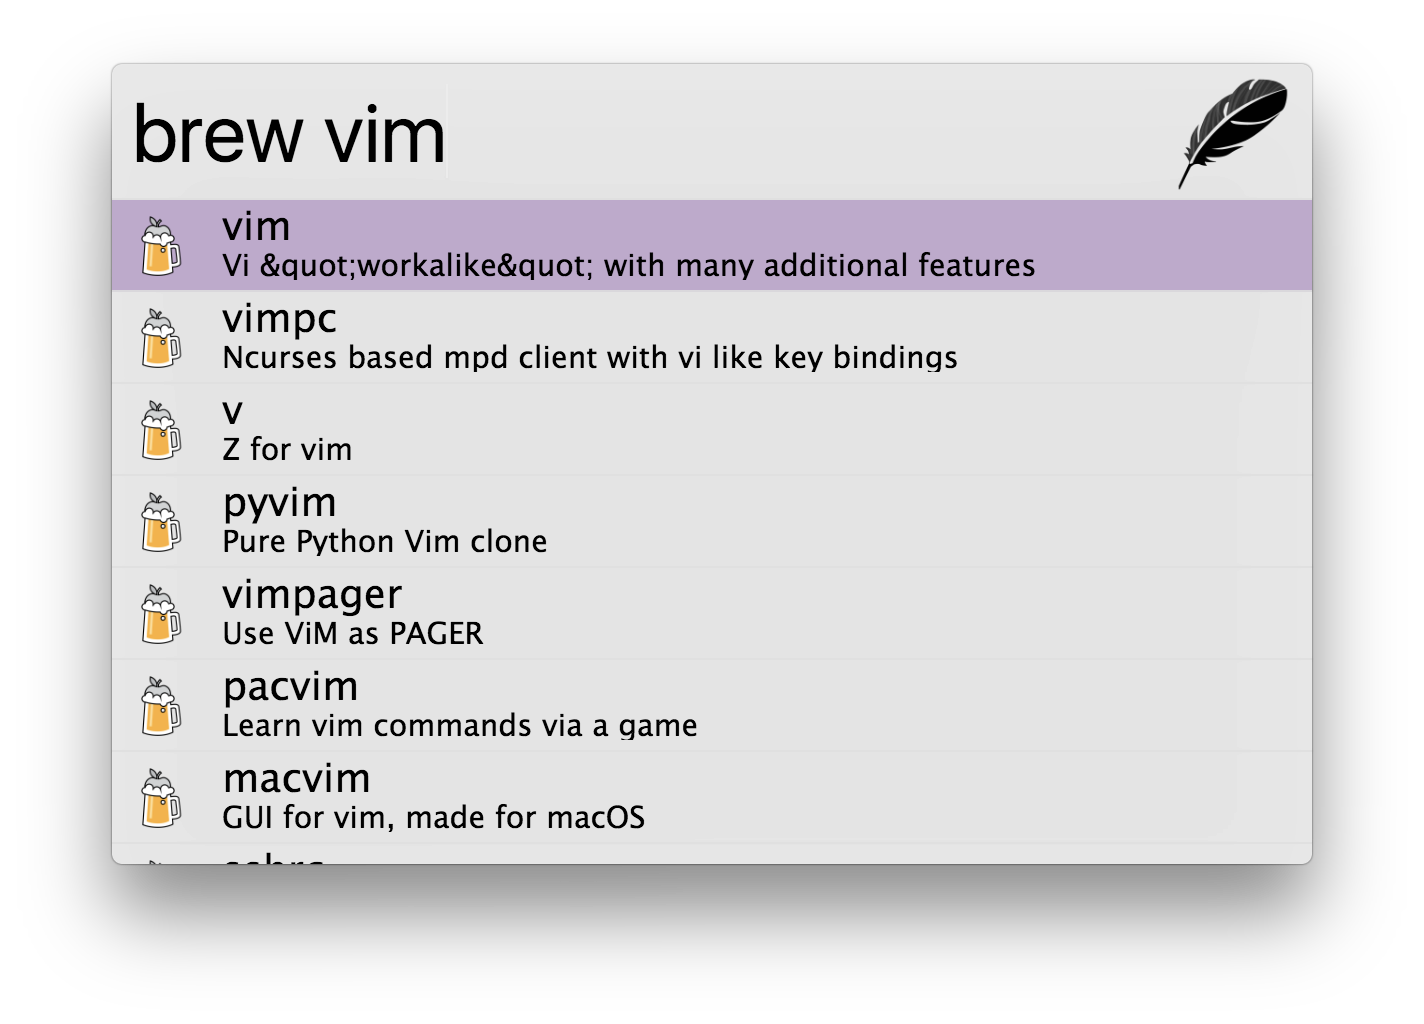 brew vim
vim
Vi &quot;workalike&quot; with many additional features
vimpc
Ncurses based mpd client with vi like key bindings
v
Z for vim
pyvim
Pure Python Vim clone
vimpager
Use ViM as PAGER
pacvim
Learn vim commands via a game
macvim
GUI for vim, made for macOS